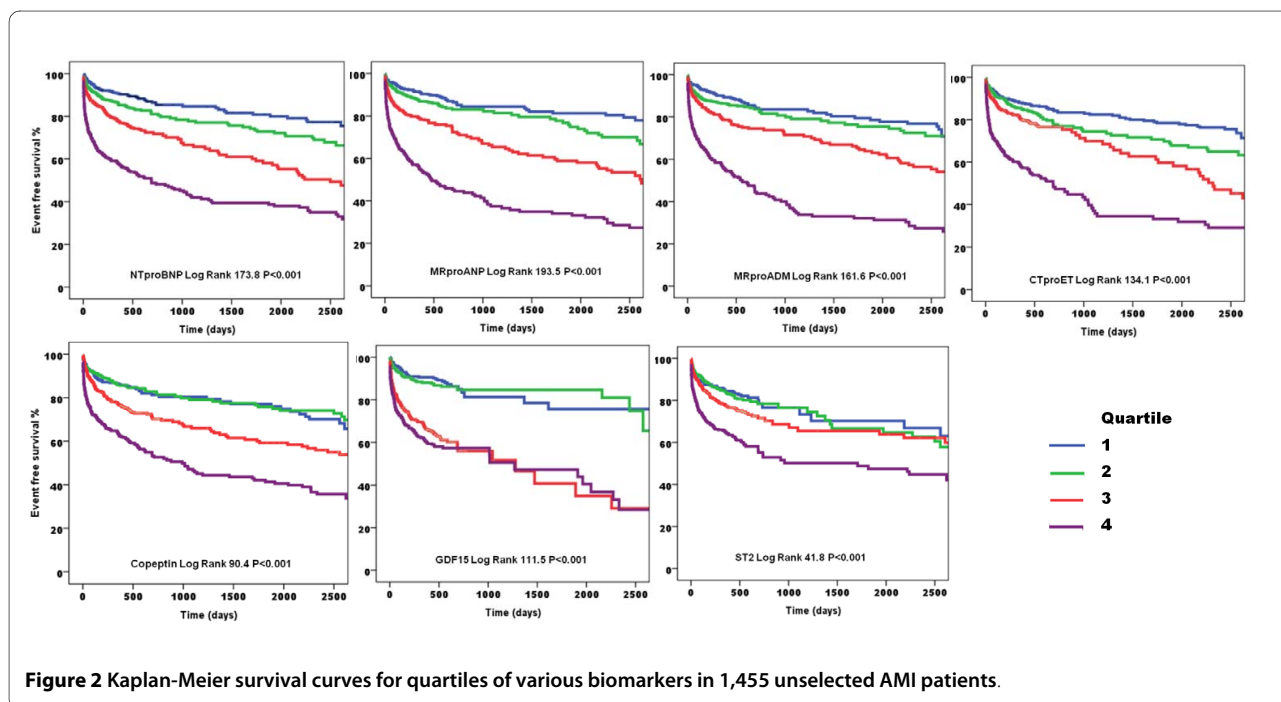 Event free survival %
100
80
60
40
20
0
NTproBNP Log Rank 173.8 P<0.001
0 500 1000 1500 2000 2500
Time (days)
100
80
60
40
20
0
MRproANP Log Rank 193.5 P<0.001
0 500 1000 1500 2000 2500
Time (days)
100
80
60
40
20
0
MRproADM Log Rank 161.6 P<0.001
0 500 1000 1500 2000 2500
Time (days)
100
80
60
40
20
0
CTproET Log Rank 134.1 P<0.001
0 500 1000 1500 2000 2500
Time (days)
Event free survival %
100
80
60
40
20
0
Copeptin Log Rank 90.4 P<0.001
0 500 1000 1500 2000 2500
Time (days)
100
80
60
40
20
0
GDF15 Log Rank 111.5 P<0.001
0 500 1000 1500 2000 2500
Time (days)
100
80
60
40
20
0
ST2 Log Rank 41.8 P<0.001
0 500 1000 1500 2000 2500
Time (days)
Quartile
1
2
3
4
Figure 2 Kaplan-Meier survival curves for quartiles of various biomarkers in 1,455 unselected AMI patients.